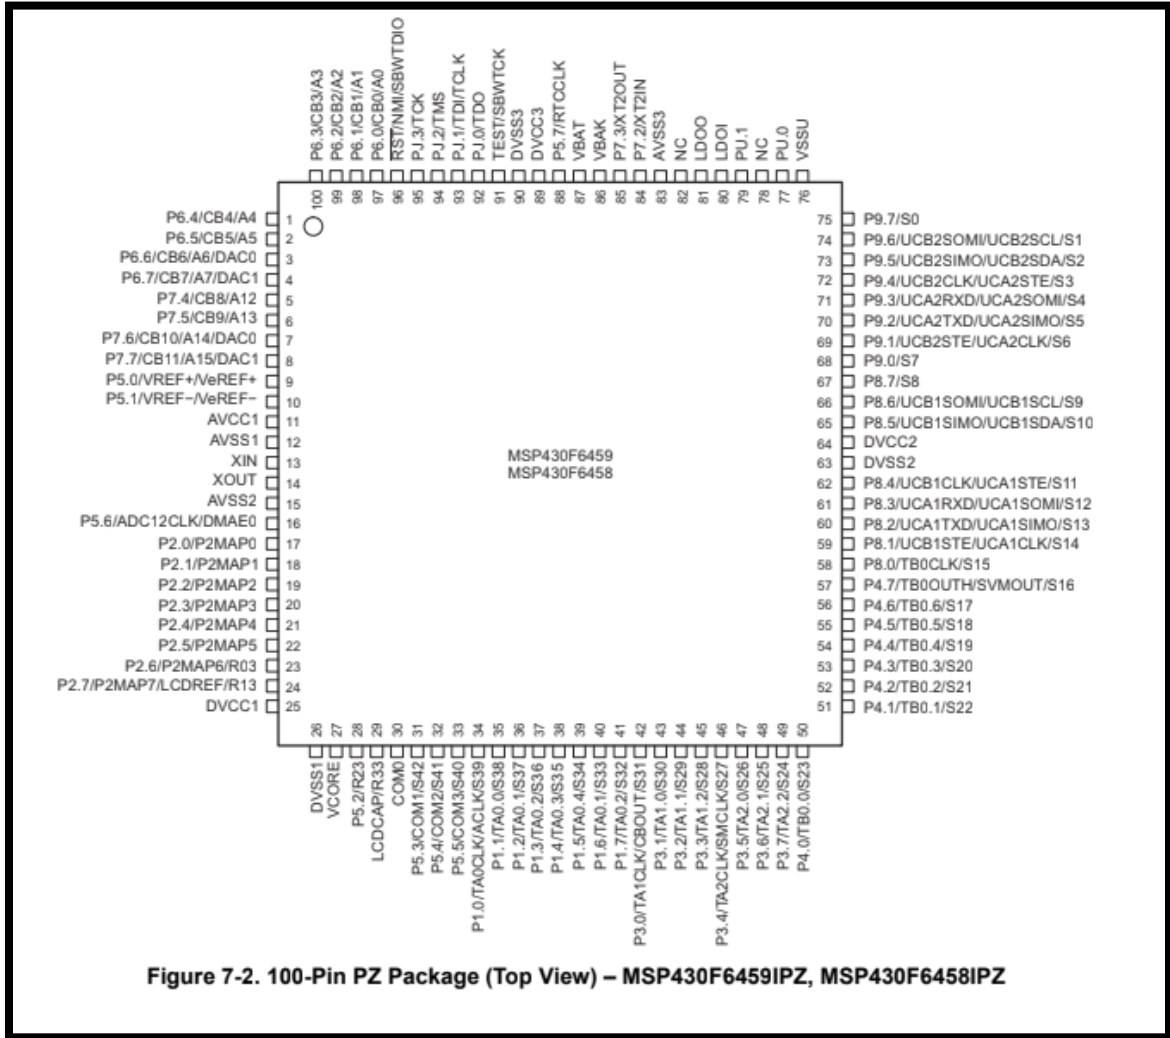 P6.3/CB3/A3
P6.2/CB2/A2
P6.1/CB1/A1
P6.0/CB0/A0
RST/NMI/SBWTDIO
PJ.3/TCK
PJ.2/TMS
PJ.1/TDI/TCLK
PJ.0/TDO
TEST/SBWTCK
DVSS3
DVCC3
P5.7/RTCCLK
VBAT
VBAK
P7.3/XT2OUT
P7.2/XT2IN
AVSS3
NC
LDOO
LDOI
PU.1
NC
PU.0
VSSU
100 99 98 97 96 95 94 93 92 91 90 89 88 87 86 85 84 83 82 81 80 79 78 77 76
P6.4/CB4/A4 1
P6.5/CB5/A5 2
P6.6/CB6/A6/DAC0 3
P6.7/CB7/A7/DAC1 4
P7.4/CB8/A12 5
P7.5/CB9/A13 6
P7.6/CB10/A14/DAC0 7
P7.7/CB11/A15/DAC1 8
P5.0/VREF+/VeREF+ 9
P5.1/VREF−/VeREF− 10
AVCC1 11
AVSS1 12
XIN 13
XOUT 14
AVSS2 15
P5.6/ADC12CLK/DMAE0 16
P2.0/P2MAP0 17
P2.1/P2MAP1 18
P2.2/P2MAP2 19
P2.3/P2MAP3 20
P2.4/P2MAP4 21
P2.5/P2MAP5 22
P2.6/P2MAP6/R03 23
P2.7/P2MAP7/LCDREF/R13 24
DVCC1 25
MSP430F6459
MSP430F6458
75 P9.7/S0
74 P9.6/UCB2SOMI/UCB2SCL/S1
73 P9.5/UCB2SIMO/UCB2SDA/S2
72 P9.4/UCB2CLK/UCA2STE/S3
71 P9.3/UCA2RXD/UCA2SOMI/S4
70 P9.2/UCA2TXD/UCA2SIMO/S5
69 P9.1/UCB2STE/UCA2CLK/S6
68 P9.0/S7
67 P8.7/S8
66 P8.6/UCB1SOMI/UCB1SCL/S9
65 P8.5/UCB1SIMO/UCB1SDA/S10
64 DVCC2
63 DVSS2
62 P8.4/UCB1CLK/UCA1STE/S11
61 P8.3/UCA1RXD/UCA1SOMI/S12
60 P8.2/UCA1TXD/UCA1SIMO/S13
59 P8.1/UCB1STE/UCA1CLK/S14
58 P8.0/TB0CLK/S15
57 P4.7/TB0OUTH/SVMOUT/S16
56 P4.6/TB0.6/S17
55 P4.5/TB0.5/S18
54 P4.4/TB0.4/S19
53 P4.3/TB0.3/S20
52 P4.2/TB0.2/S21
51 P4.1/TB0.1/S22
26 27 28 29 30 31 32 33 34 35 36 37 38 39 40 41 42 43 44 45 46 47 48 49 50
DVSS1
VCORE
P5.2/R23
LCDCAP/R33
COM0
P5.3/COM1/S42
P5.4/COM2/S41
P5.5/COM3/S40
P1.0/TA0CLK/ACLK/S39
P1.1/TA0.0/S38
P1.2/TA0.1/S37
P1.3/TA0.2/S36
P1.4/TA0.3/S35
P1.5/TA0.4/S34
P1.6/TA0.1/S33
P1.7/TA0.2/S32
P3.0/TA1CLK/CBOUT/S31
P3.1/TA1.0/S30
P3.2/TA1.1/S29
P3.3/TA1.2/S28
P3.4/TA2CLK/SMCLK/S27
P3.5/TA2.0/S26
P3.6/TA2.1/S25
P3.7/TA2.2/S24
P4.0/TB0.0/S23
Figure 7-2. 100-Pin PZ Package (Top View) – MSP430F6459IPZ, MSP430F6458IPZ